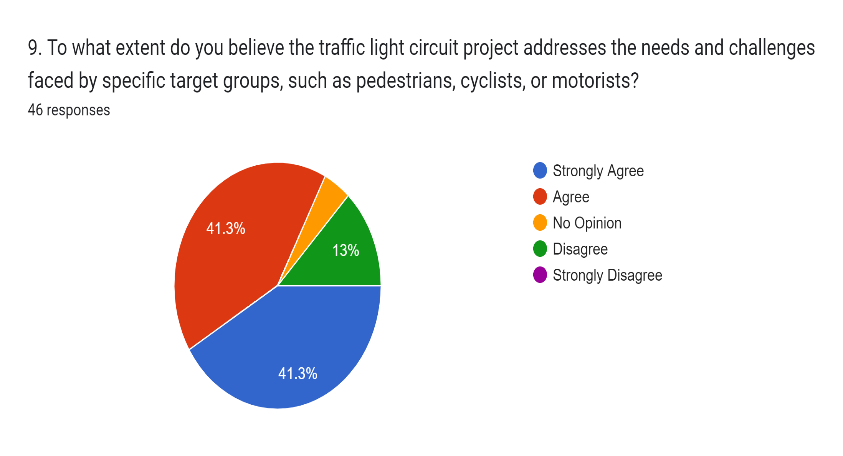 9. To what extent do you believe the traffic light circuit project addresses the needs and challenges
faced by specific target groups, such as pedestrians, cyclists, or motorists?
46 responses
Strongly Agree
Agree
No Opinion
Disagree
Strongly Disagree
41.3%
13%
41.3%